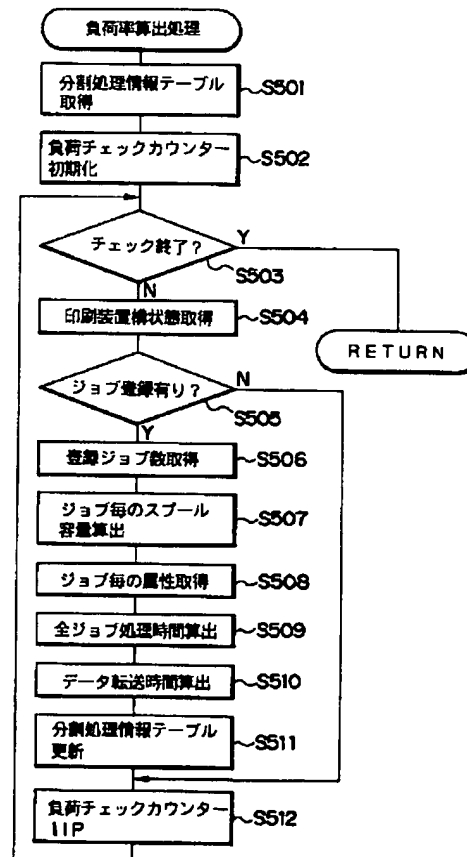 負荷率算出処理
分割処理情報テーブル
取得
S501
負荷チェックカウンター
初期化
S502
チェック終了?
Y
S503
N
印刷装置構状態取得
S504
RETURN
ジョブ登録有り?
N
S505
Y
登録ジョブ数取得
S506
ジョブ毎のスプール
容量算出
S507
ジョブ毎の属性取得
S508
全ジョブ処理時間算出
S509
データ転送時間算出
S510
分割処理情報テーブル
更新
S511
負荷チェックカウンター
1IP
S512